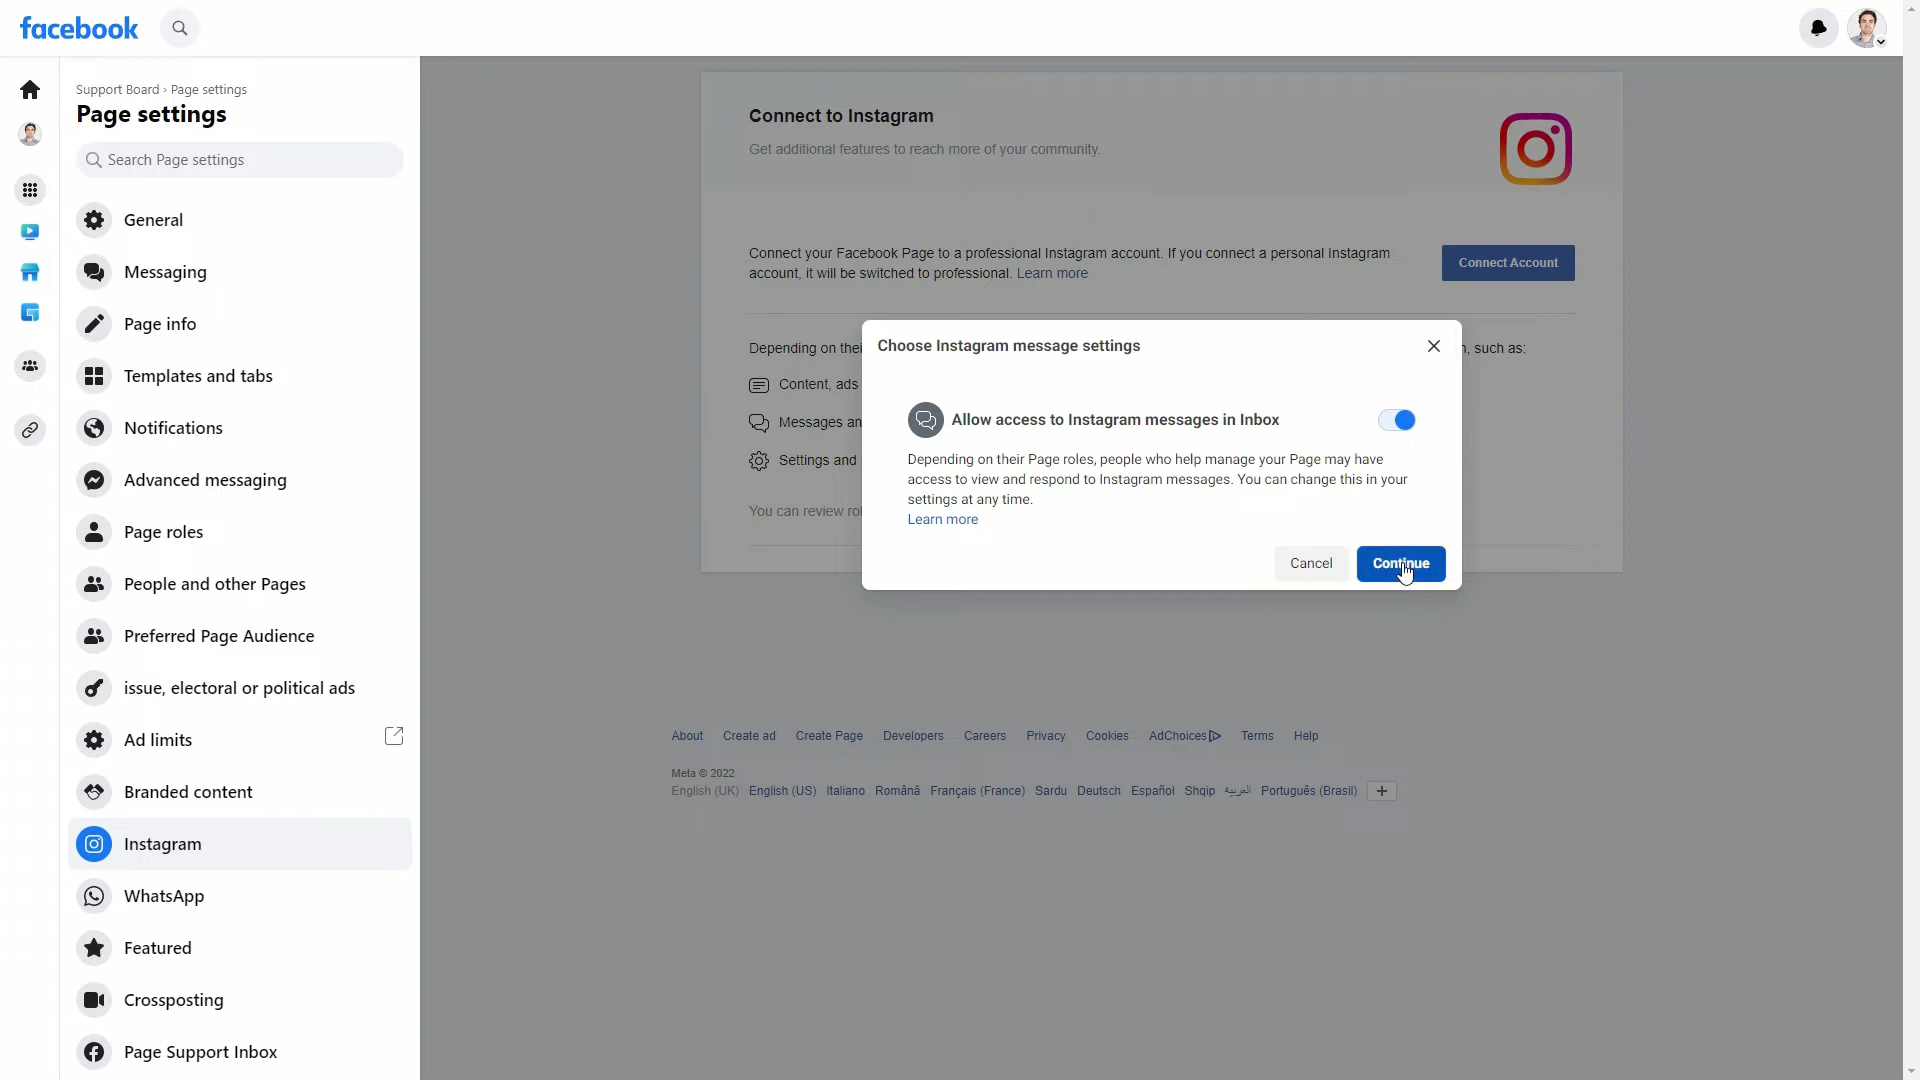 facebook
Support Board › Page settings
Page settings
Search Page settings
General
Messaging
Page info
Templates and tabs
Notifications
Advanced messaging
Page roles
People and other Pages
Preferred Page Audience
issue, electoral or political ads
Ad limits
Branded content
Instagram
WhatsApp
Featured
Crossposting
Page Support Inbox
Connect to Instagram
Get additional features to reach more of your community.
Connect your Facebook Page to a professional Instagram account. If you connect a personal Instagram
account, it will be switched to professional. Learn more
Connect Account
Depending on thei
n, such as:
Content, ads
Messages an
Settings and
You can review rol
Choose Instagram message settings
Allow access to Instagram messages in Inbox
Depending on their Page roles, people who help manage your Page may have
access to view and respond to Instagram messages. You can change this in your
settings at any time.
Learn more
Cancel
Continue
About Create ad Create Page Developers Careers Privacy Cookies AdChoices Terms Help
Meta © 2022
English (UK) English (US) Italiano Română Français (France) Sardu Deutsch Español Shqip العربية Português (Brasil)